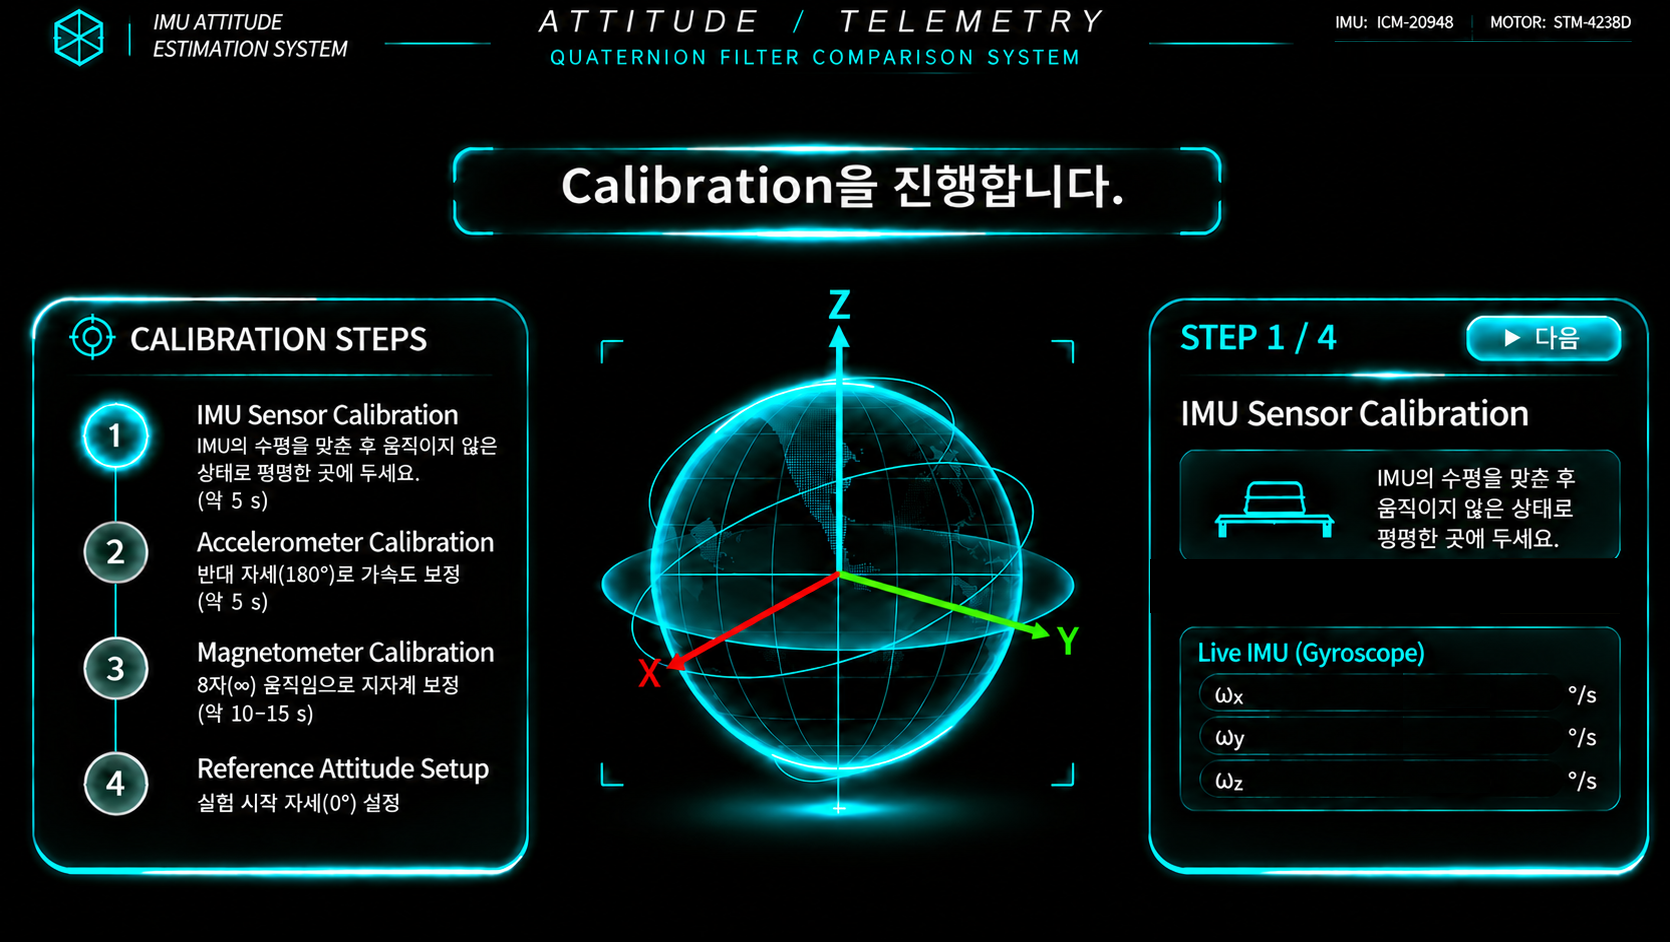 IMU ATTITUDE
ESTIMATION SYSTEM
ATTITUDE / TELEMETRY
QUATERNION FILTER COMPARISON SYSTEM
IMU: ICM-20948
MOTOR: STM-4238D
Calibration을 진행합니다.
CALIBRATION STEPS
1
IMU Sensor Calibration
IMU의 수평을 맞춘 후 움직이지 않은
상태로 평명한 곳에 두세요.
(약 5 s)
2
Accelerometer Calibration
반대 자세(180°)로 가속도 보정
(약 5 s)
3
Magnetometer Calibration
8자(∞) 움직임으로 지자계 보정
(약 10-15 s)
4
Reference Attitude Setup
실험 시작 자세(0°) 설정
Z
X
Y
STEP 1 / 4
▶ 다음
IMU Sensor Calibration
IMU의 수평을 맞춘 후
움직이지 않은 상태로
평명한 곳에 두세요.
Live IMU (Gyroscope)
ωx °/s
ωy °/s
ωz °/s